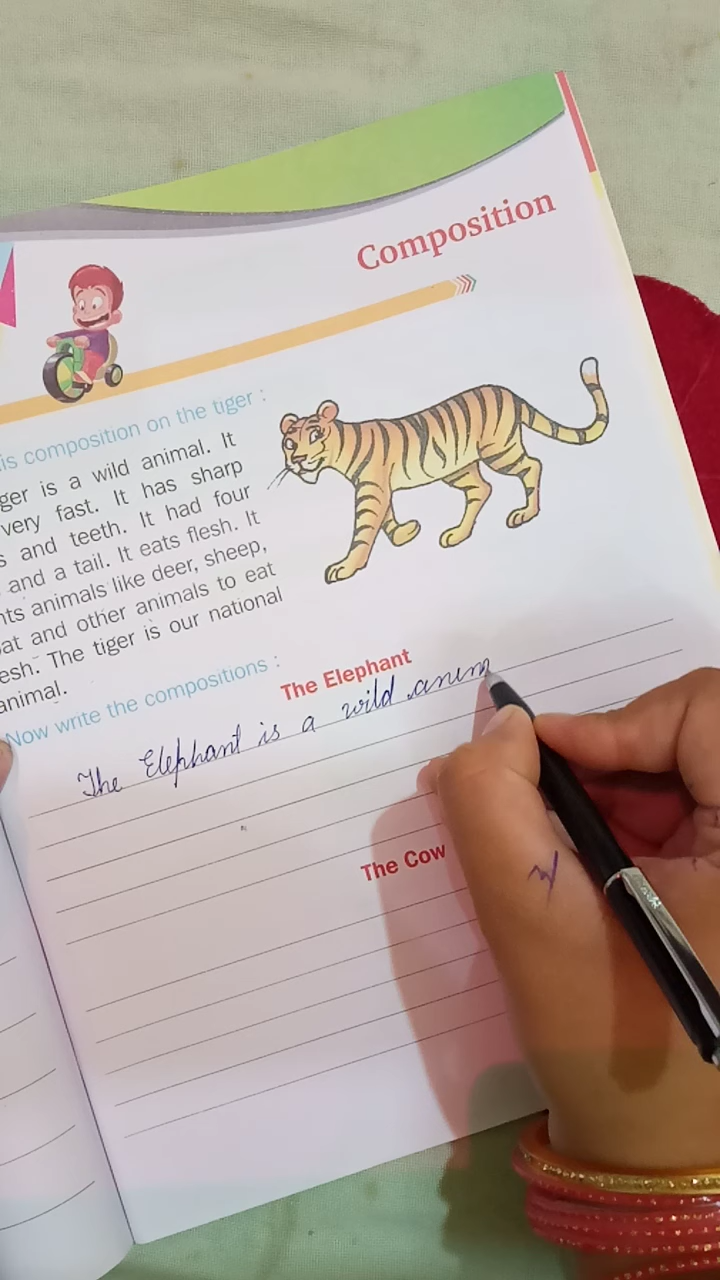 Composition
is composition on the tiger :
ger is a wild animal. It
very fast. It has sharp
s and teeth. It had four
and a tail. It eats flesh. It
nts animals like deer, sheep,
oat and other animals to eat
esh. The tiger is our national
animal.
Now write the compositions :
The Elephant
The Elephant is a wild anim
The Cow